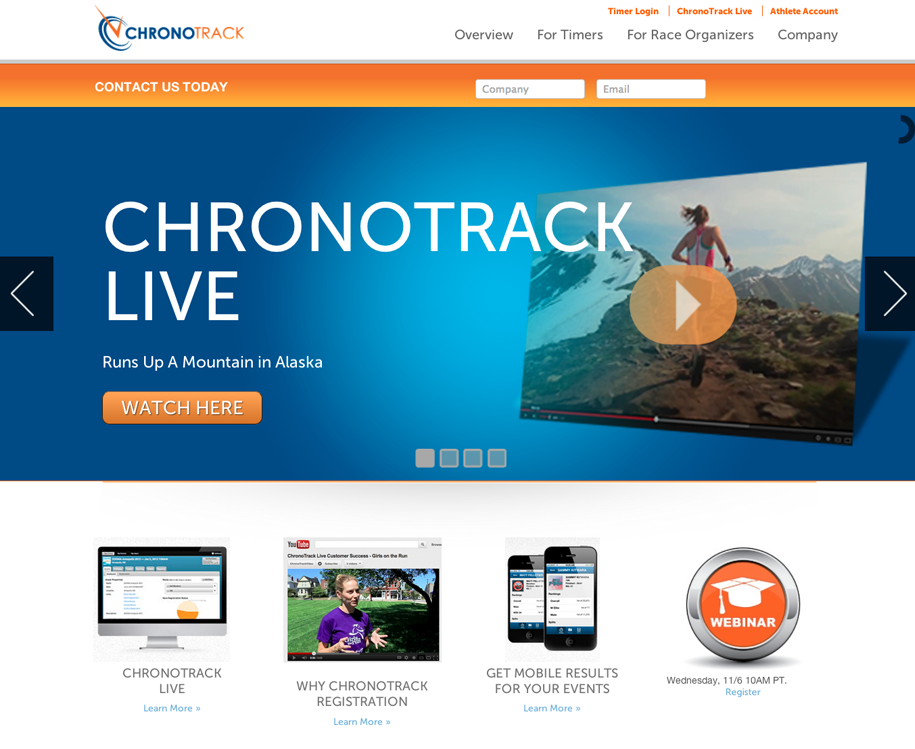 Timer Login
ChronoTrack Live
Athlete Account
CHRONOTRACK
Overview
For Timers
For Race Organizers
Company
CONTACT US TODAY
Company
Email
CHRONOTRACK
LIVE
Runs Up A Mountain in Alaska
WATCH HERE
You Tube
ChronoTrack Live Customer Success - Girls on the Run
WEBINAR
CHRONOTRACK
LIVE
Learn More »
WHY CHRONOTRACK
REGISTRATION
Learn More »
GET MOBILE RESULTS
FOR YOUR EVENTS
Learn More »
Wednesday, 11/6 10AM PT.
Register